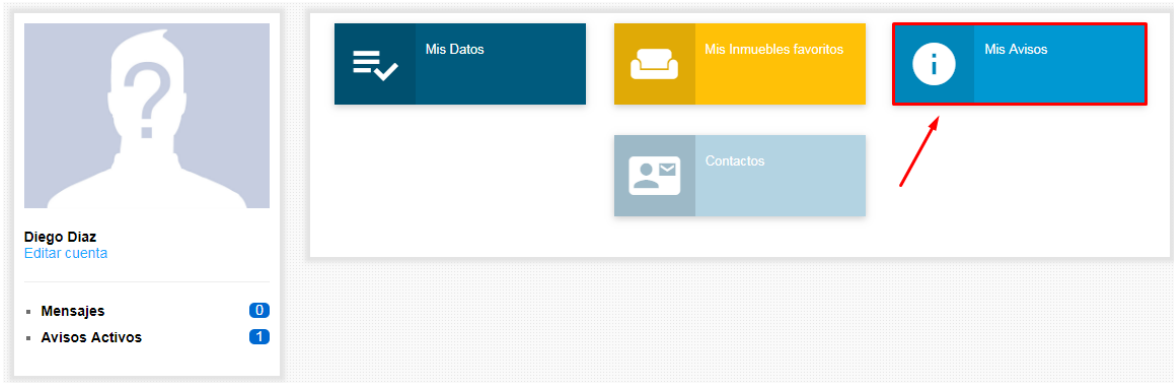 Diego Diaz
Editar cuenta
Mensajes 0
Avisos Activos 1
Mis Datos
Mis Inmuebles favoritos
Mis Avisos
Contactos